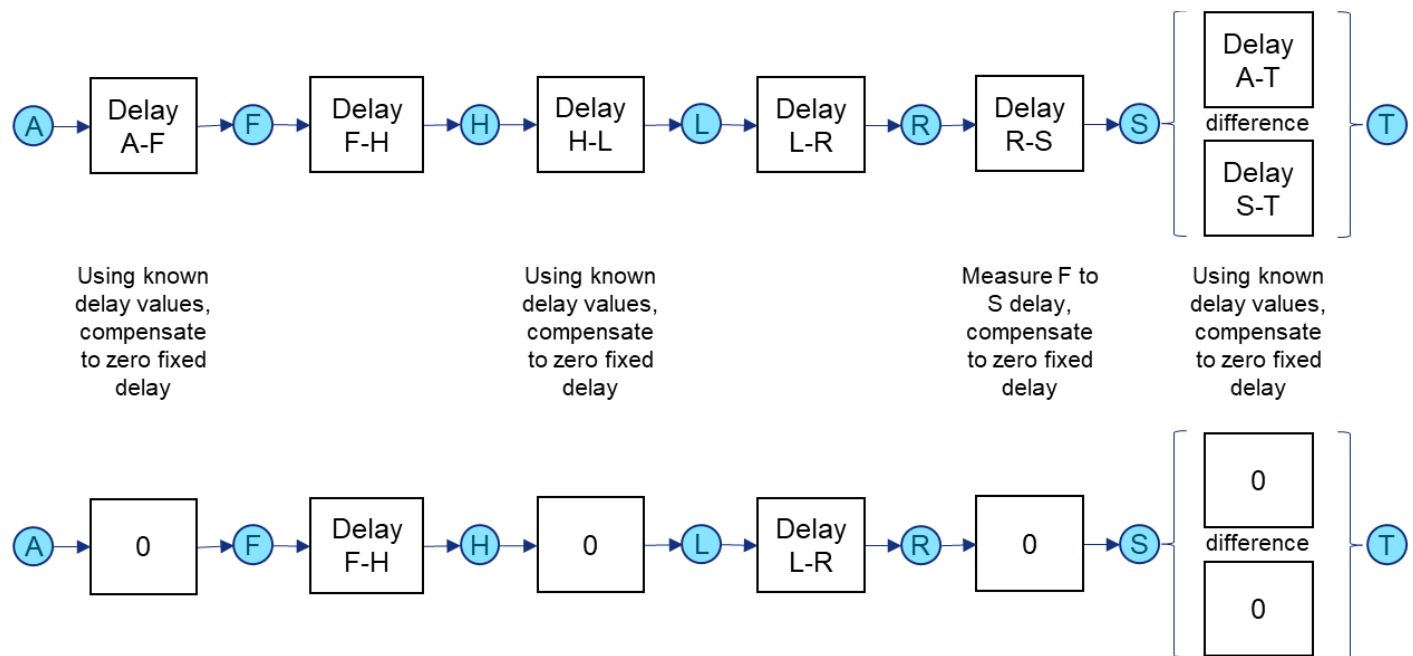 A
Delay
A-F
F
Delay
F-H
H
Delay
H-L
L
Delay
L-R
R
Delay
R-S
S
Delay
A-T
difference
Delay
S-T
T
Using known
delay values,
compensate
to zero fixed
delay
Using known
delay values,
compensate
to zero fixed
delay
Measure F to
S delay,
compensate
to zero fixed
delay
Using known
delay values,
compensate
to zero fixed
delay
A
0
F
Delay
F-H
H
0
L
Delay
L-R
R
0
S
0
difference
0
T